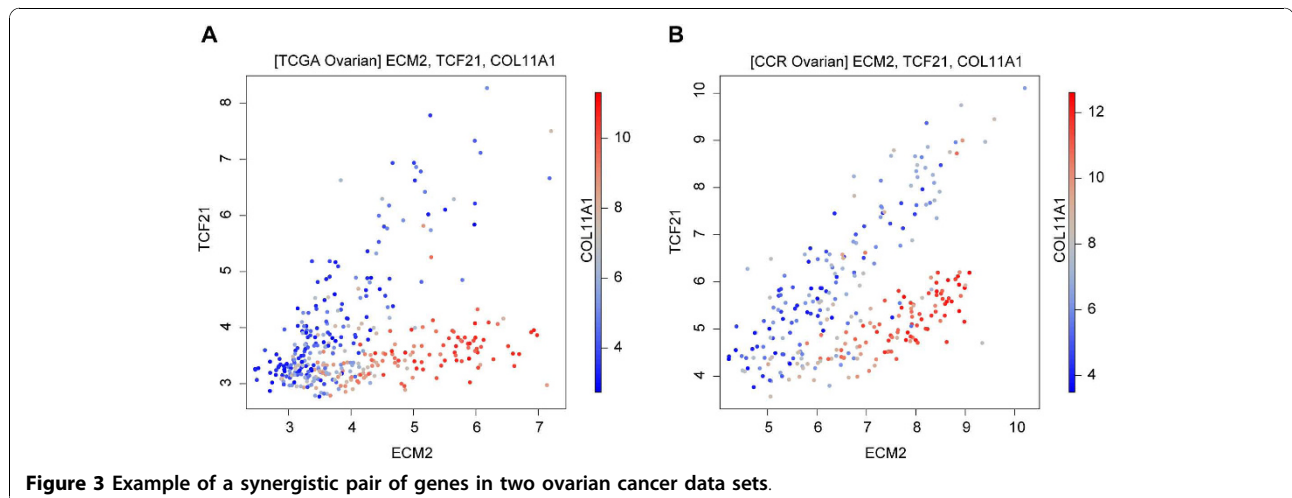 A
[TCGA Ovarian] ECM2, TCF21, COL11A1
TCF21
8
7
6
5
4
3
3 4 5 6 7
ECM2
COL11A1
10
8
6
4
B
[CCR Ovarian] ECM2, TCF21, COL11A1
TCF21
10
9
8
7
6
5
4
5 6 7 8 9 10
ECM2
COL11A1
12
10
8
6
4
Figure 3 Example of a synergistic pair of genes in two ovarian cancer data sets.